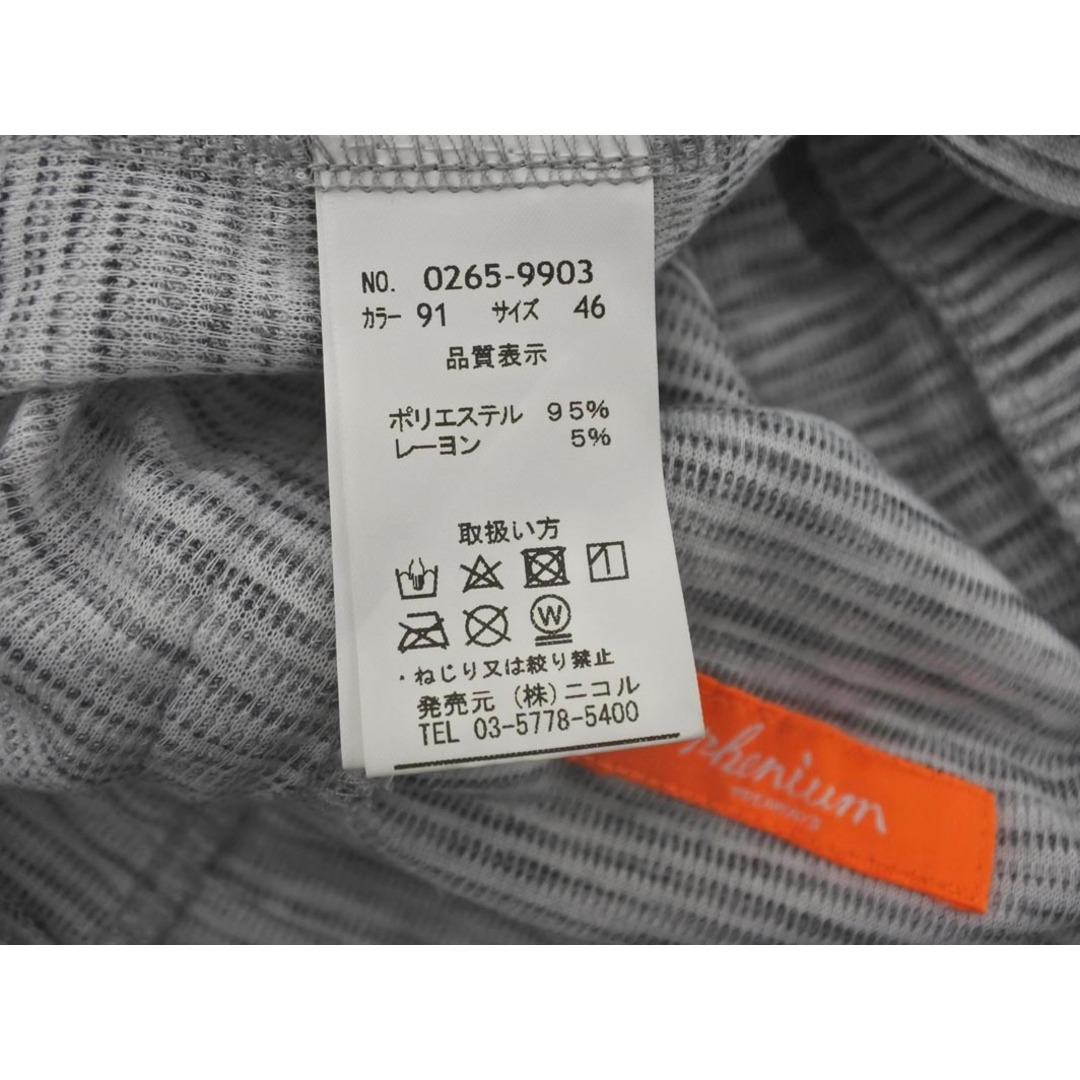 NO. 0265-9903
カラー 91 サイズ 46
品質表示
ポリエステル 95%
レーヨン 5%
取扱い方
W
・ねじり又は絞り禁止
発売元 (株)ニコル
TEL 03-5778-5400
phenium